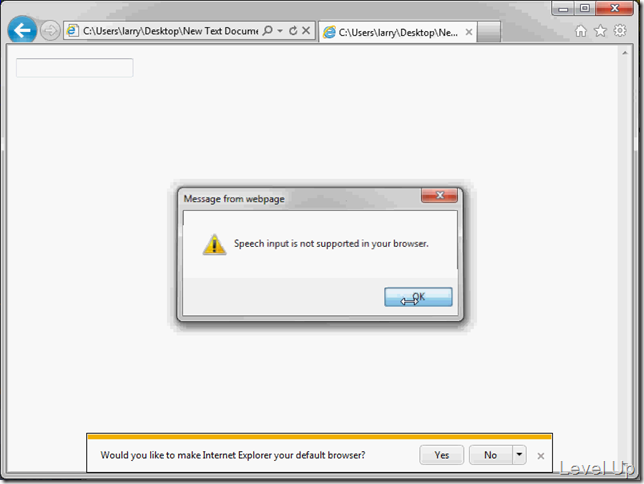 C:\Users\larry\Desktop\New Text Docume
C:\Users\larry\Desktop\Ne...
Message from webpage
Speech input is not supported in your browser.
OK
Would you like to make Internet Explorer your default browser?
Yes
No
Level Up